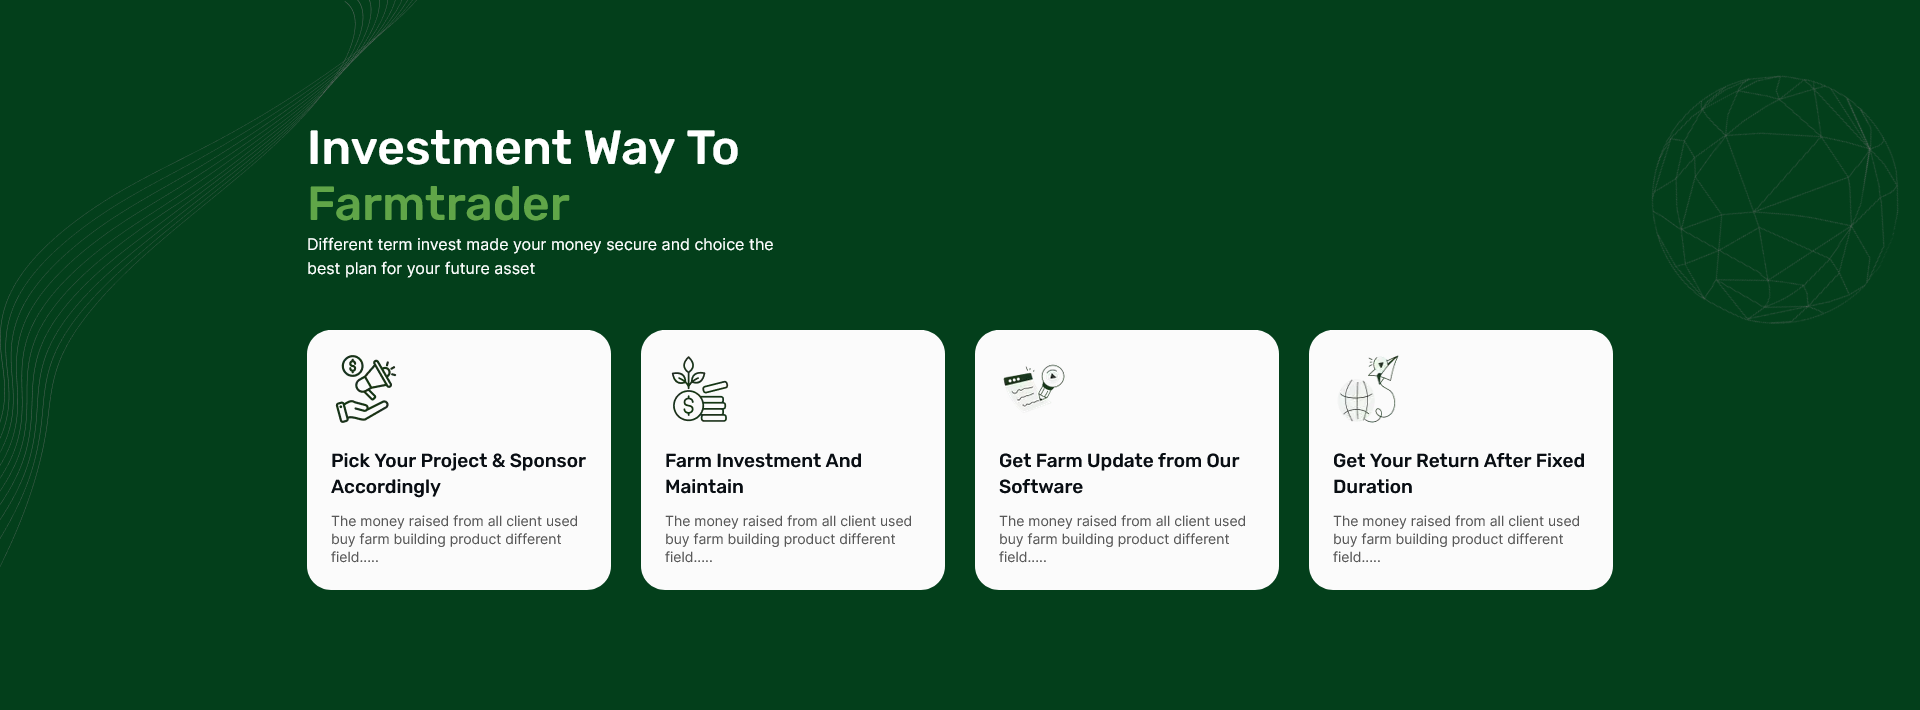 Investment Way To
Farmtrader
Different term invest made your money secure and choice the
best plan for your future asset
Pick Your Project & Sponsor
Accordingly
The money raised from all client used
buy farm building product different
field.....
Farm Investment And
Maintain
The money raised from all client used
buy farm building product different
field.....
Get Farm Update from Our
Software
The money raised from all client used
buy farm building product different
field.....
Get Your Return After Fixed
Duration
The money raised from all client used
buy farm building product different
field.....